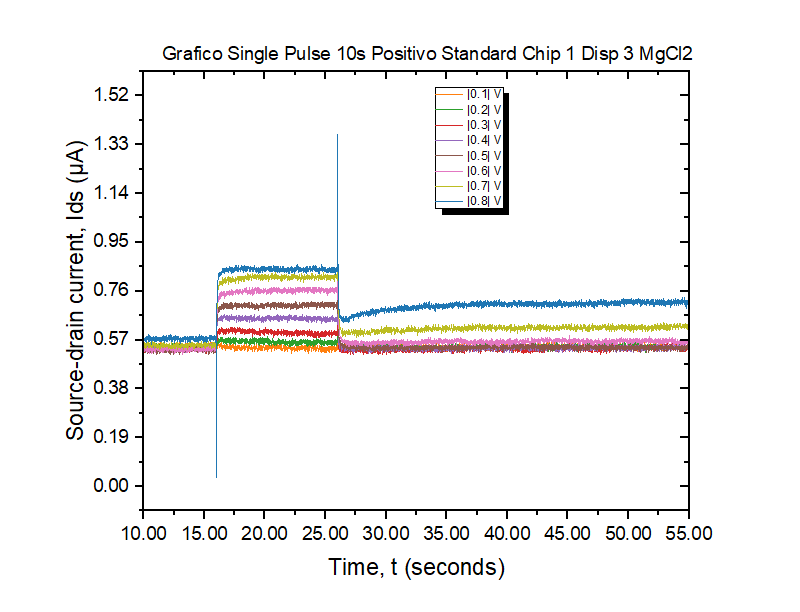 Grafico Single Pulse 10s Positivo Standard Chip 1 Disp 3 MgCl2
|0.1| V
|0.2| V
|0.3| V
|0.4| V
|0.5| V
|0.6| V
|0.7| V
|0.8| V
1.52
1.33
1.14
0.95
0.76
0.57
0.38
0.19
0.00
Source-drain current, Ids (μA)
10.00 15.00 20.00 25.00 30.00 35.00 40.00 45.00 50.00 55.00
Time, t (seconds)